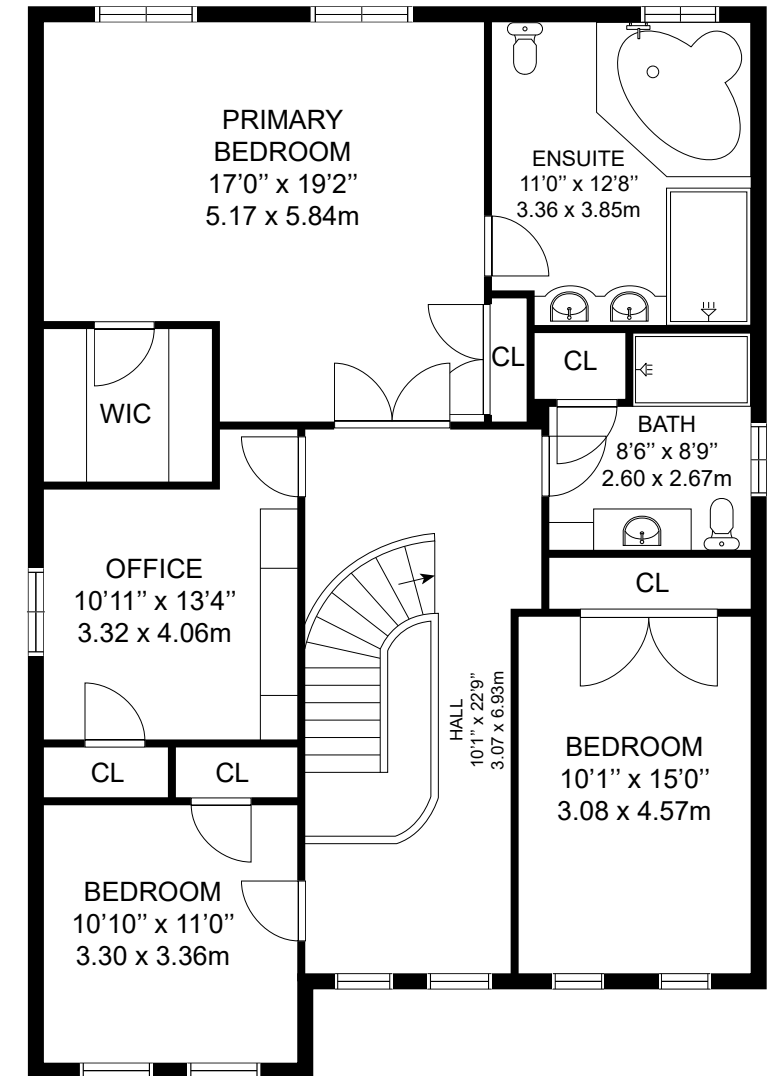 PRIMARY
BEDROOM
17’0’’ x 19’2’’
5.17 x 5.84m
ENSUITE
11’0’’ x 12’8’’
3.36 x 3.85m
CL
CL
WIC
BATH
8’6’’ x 8’9’’
2.60 x 2.67m
OFFICE
10’11’’ x 13’4’’
3.32 x 4.06m
CL
HALL
10’1’’ x 22’9’’
3.07 x 6.93m
BEDROOM
10’1’’ x 15’0’’
3.08 x 4.57m
CL
CL
BEDROOM
10’10’’ x 11’0’’
3.30 x 3.36m